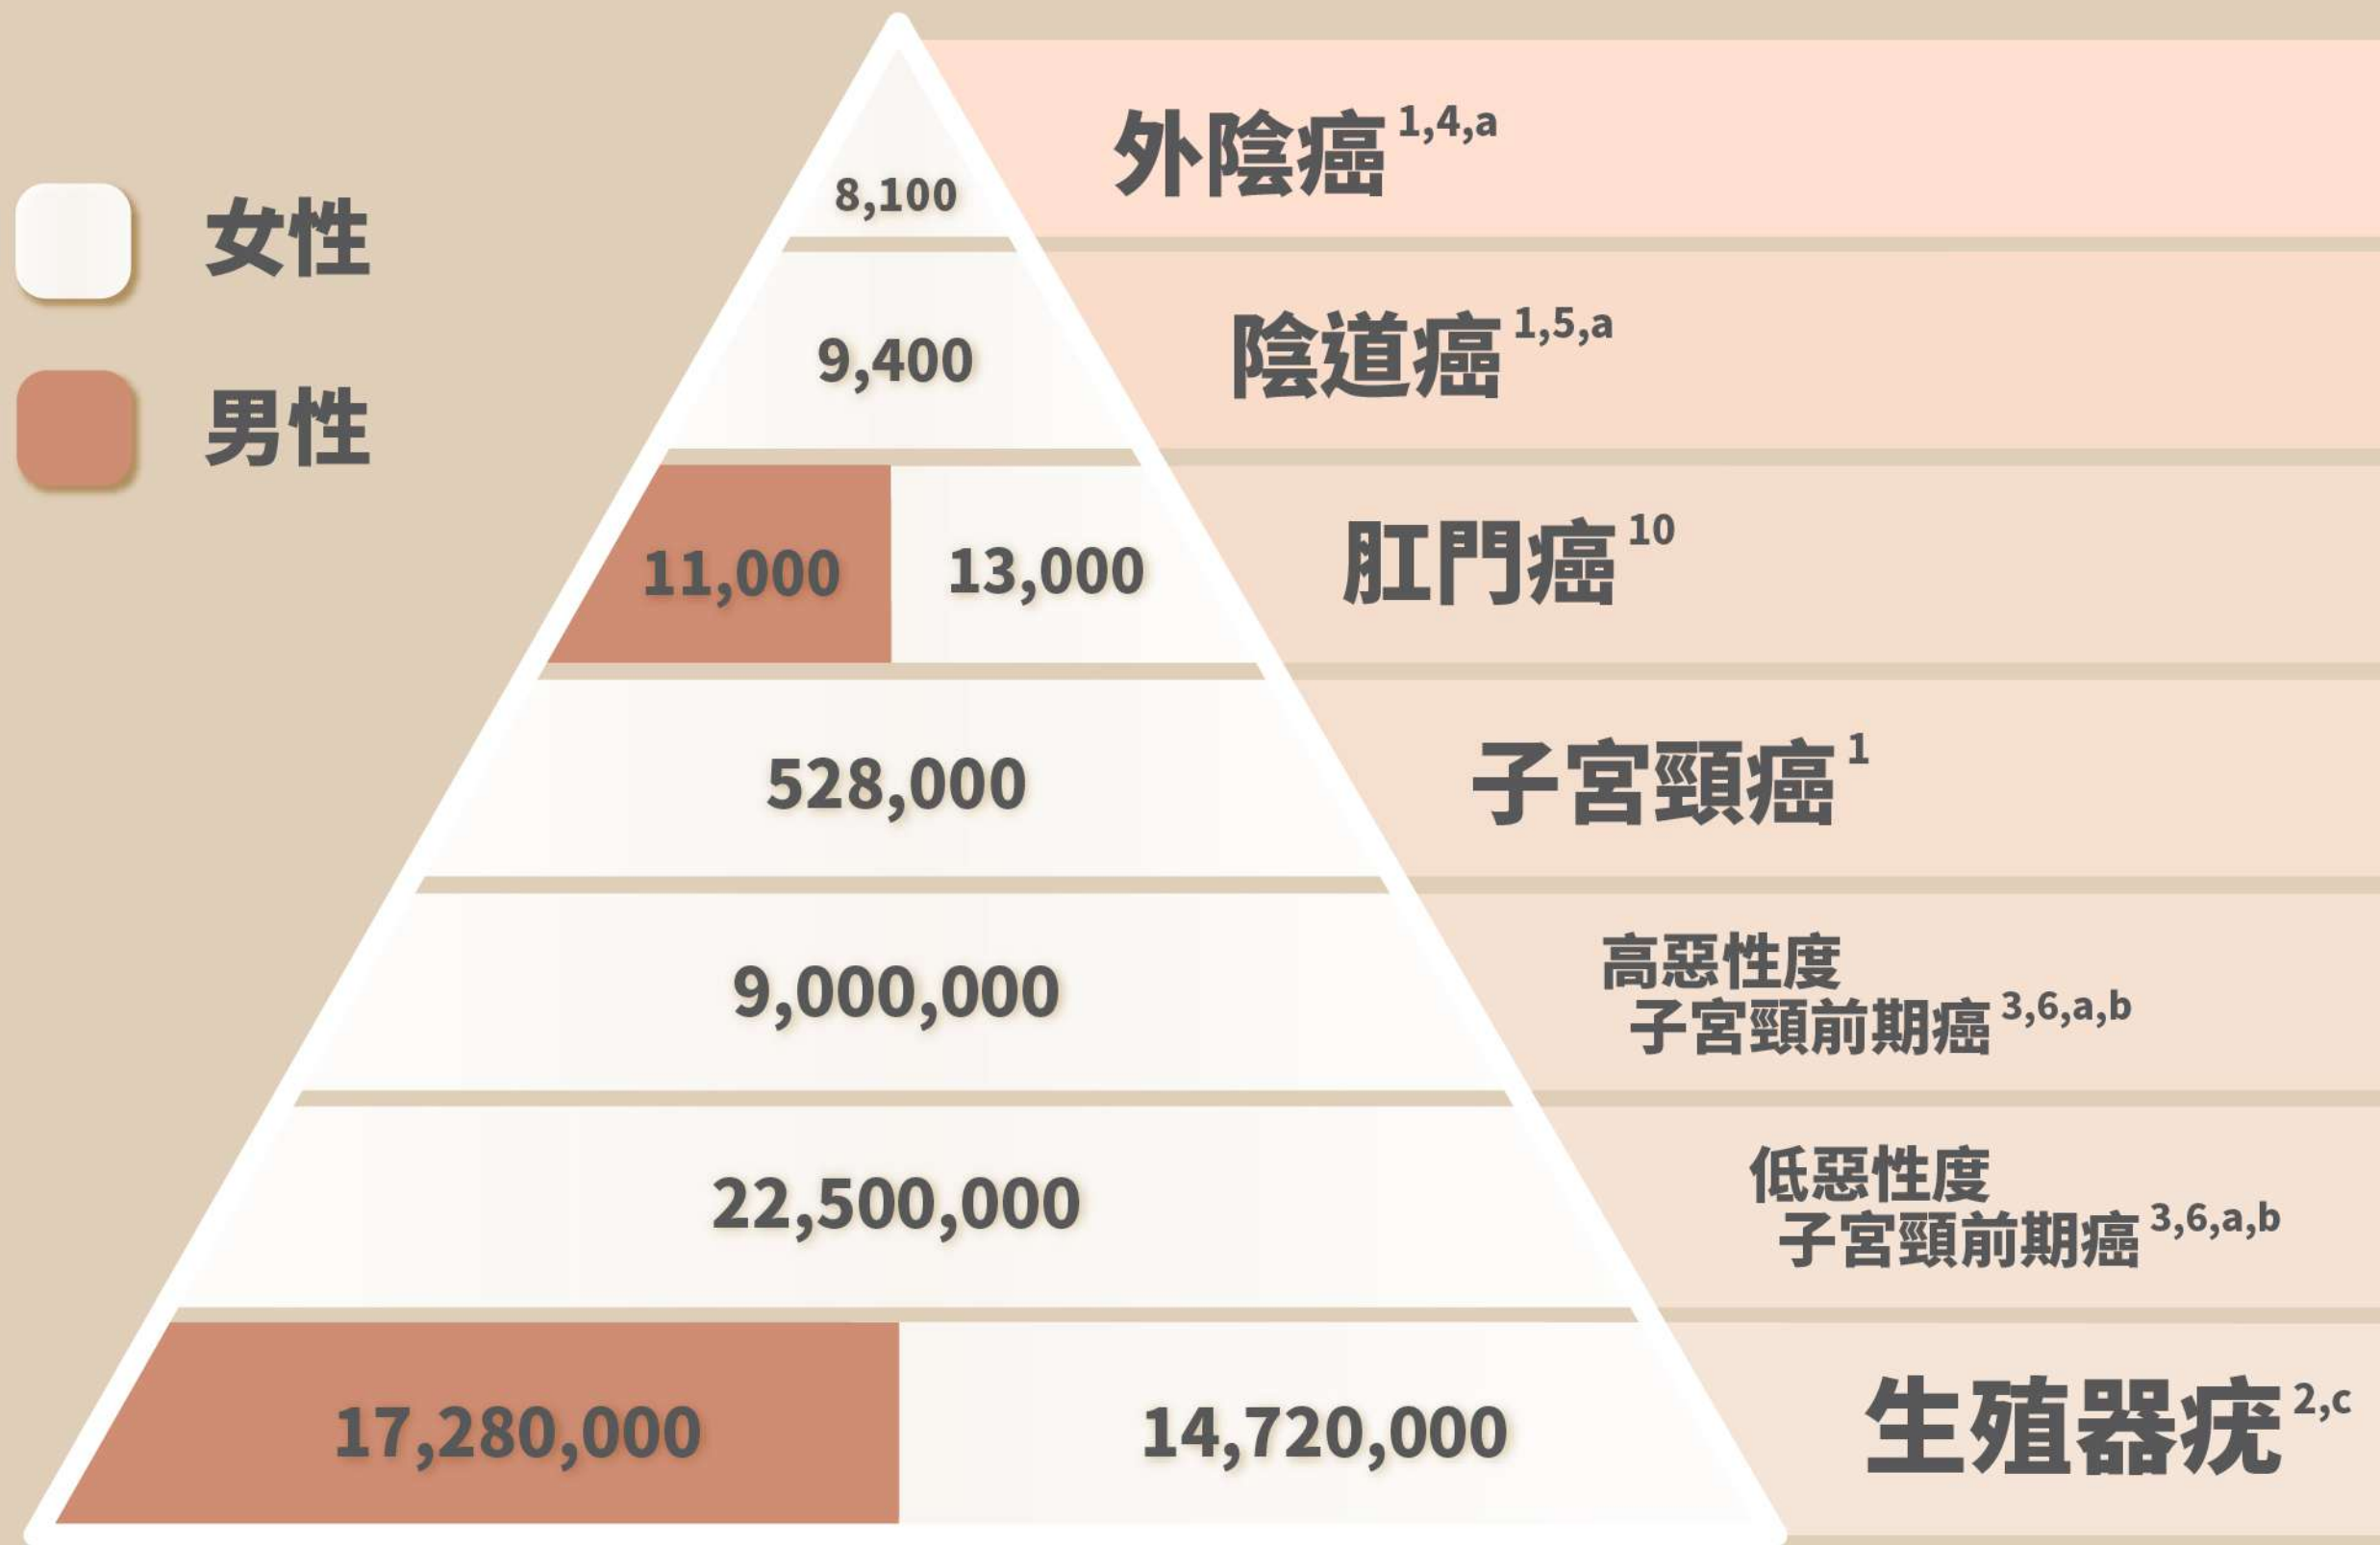 女性
男性
8,100
外陰癌1,4,a
9,400
陰道癌1,5,a
11,000
13,000
肛門癌10
528,000
子宮頸癌1
9,000,000
高惡性度
子宮頸前期癌3,6,a,b
22,500,000
低惡性度
子宮頸前期癌3,6,a,b
17,280,000
14,720,000
生殖器疣2,c